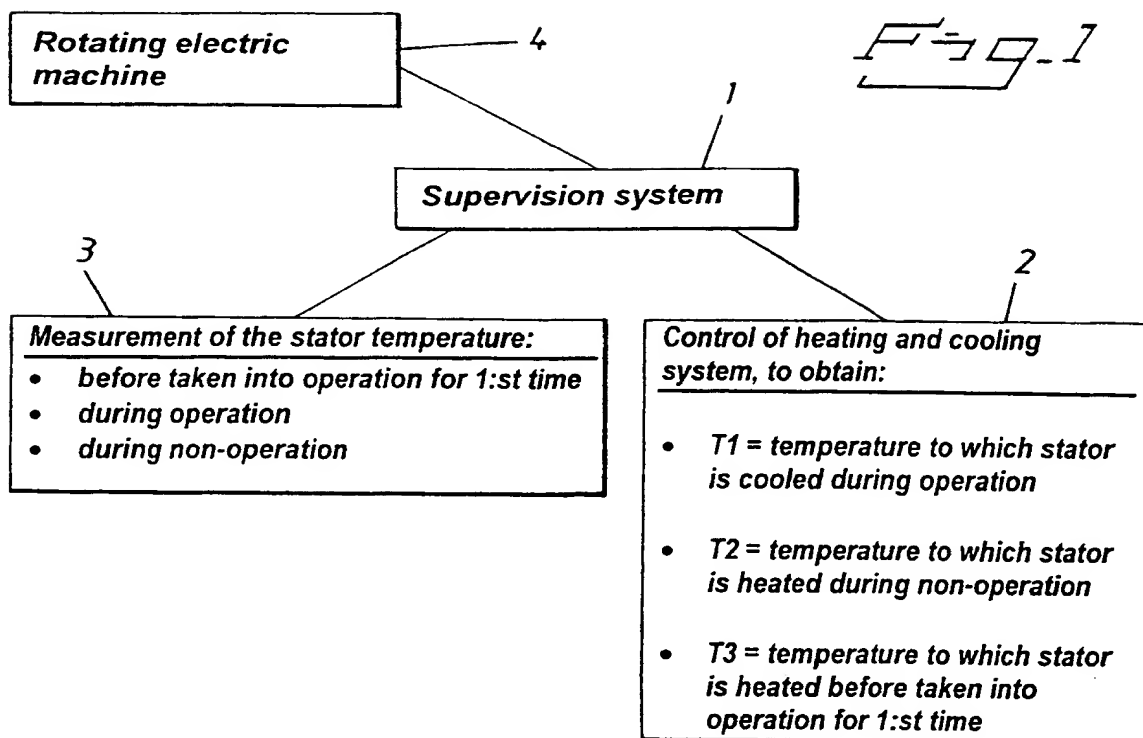 Rotating electric
machine
4
Fig. 1
1
Supervision system
3
Measurement of the stator temperature:
• before taken into operation for 1:st time
• during operation
• during non-operation
2
Control of heating and cooling
system, to obtain:
• T1 = temperature to which stator
is cooled during operation
• T2 = temperature to which stator
is heated during non-operation
• T3 = temperature to which stator
is heated before taken into
operation for 1:st time